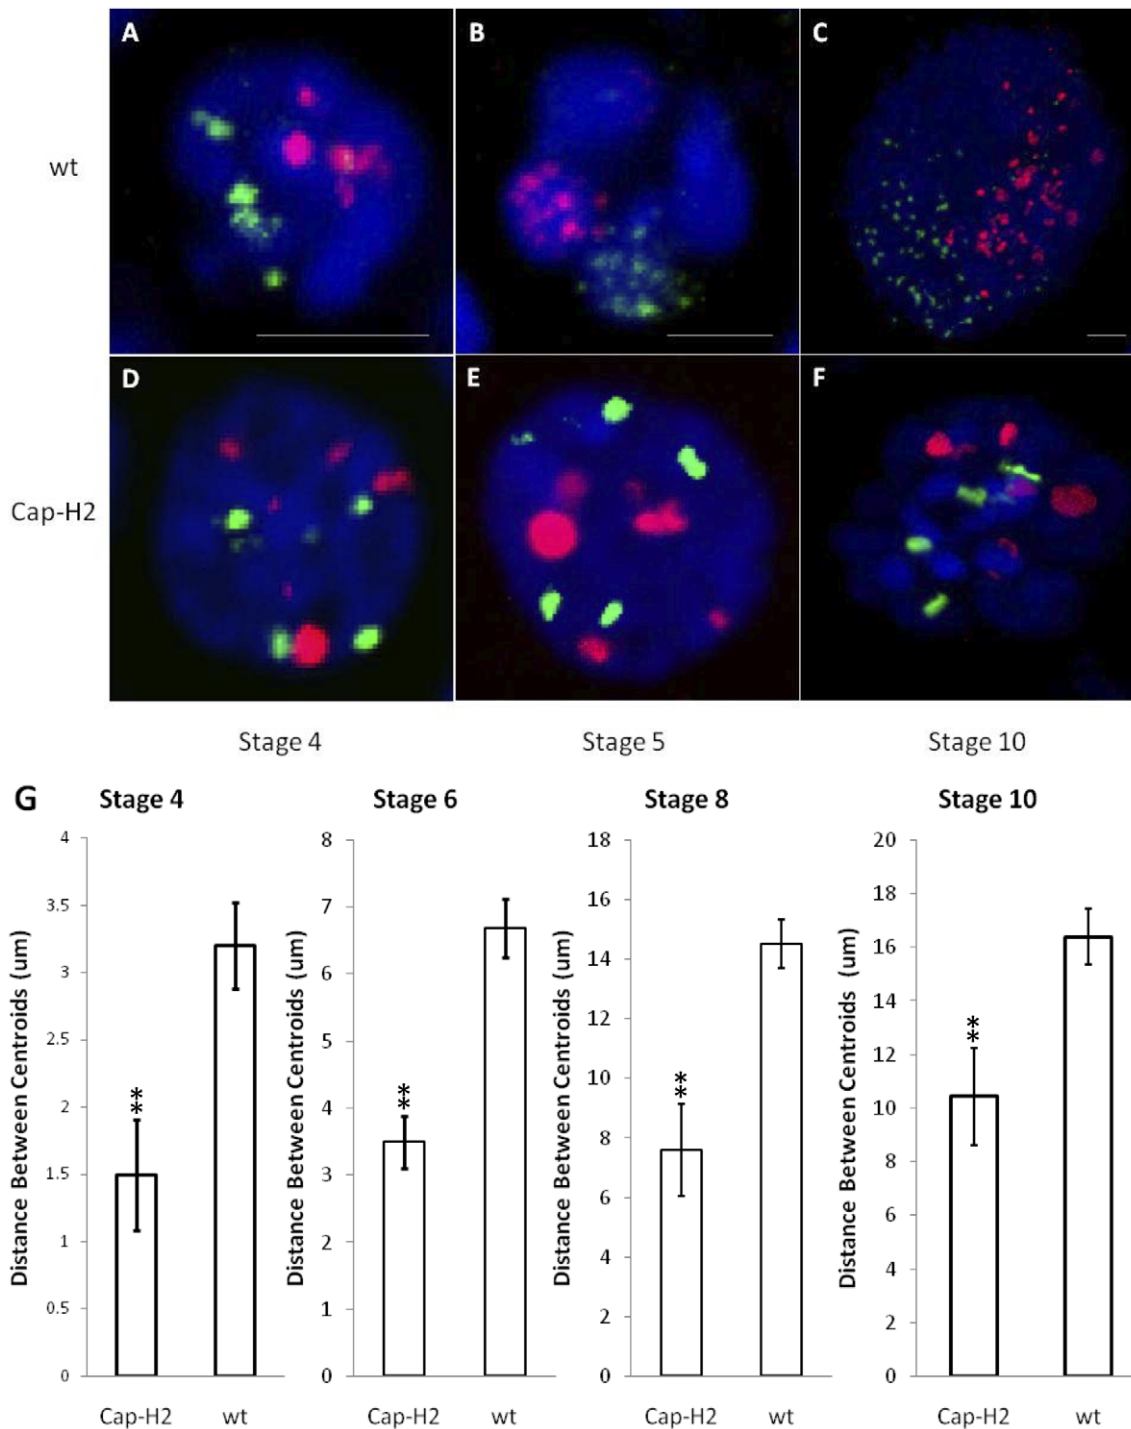 A
B
C
wt
D
E
F
Cap-H2
Stage 4
Stage 5
Stage 10
G
Stage 4
Stage 6
Stage 8
Stage 10
Distance Between Centroids (um)
4
3.5
3
2.5
2
1.5
1
0.5
0
**
Cap-H2
wt
Distance Between Centroids (um)
8
7
6
5
4
3
2
1
0
**
Cap-H2
wt
Distance Between Centroids (um)
18
16
14
12
10
8
6
4
2
0
**
Cap-H2
wt
Distance Between Centroids (um)
20
18
16
14
12
10
8
6
4
2
0
**
Cap-H2
wt